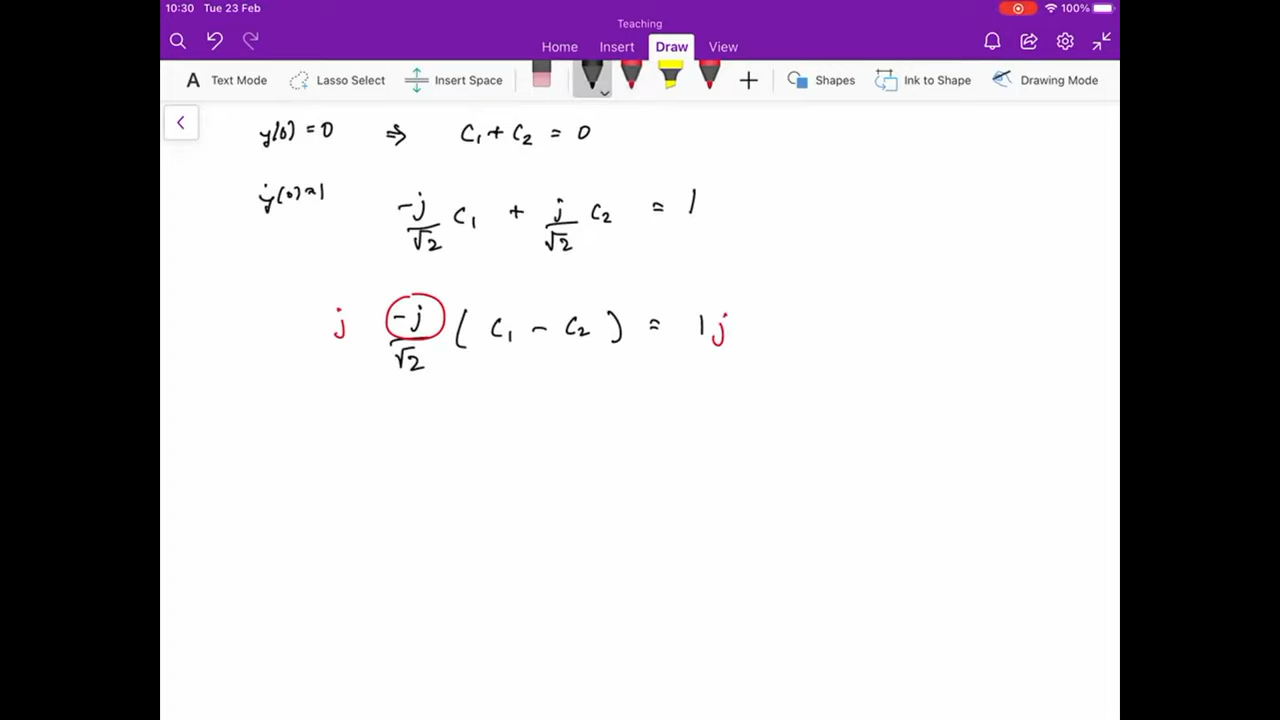 10:30 Tue 23 Feb 100%
Teaching
Home Insert Draw View
A Text Mode Lasso Select Insert Space + Shapes Ink to Shape Drawing Mode
y(0) = 0 ⇒ C₁ + C₂ = 0
ẏ(0) = 1 -j/√2 C₁ + j/√2 C₂ = 1
j -j/√2 ( C₁ - C₂ ) = 1j